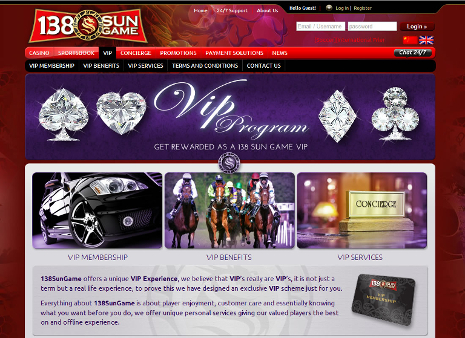 138 SUN GAME
Home 24/7 Support About Us
Hello Guest! Log in | Register
Email / Username password Login »
CASINO SPORTSBOOK VIP CONCIERGE PROMOTIONS PAYMENT SOLUTIONS NEWS Chat 24/7
VIP MEMBERSHIP VIP BENEFITS VIP SERVICES TERMS AND CONDITIONS CONTACT US
Vip Program
GET REWARDED AS A 138 SUN GAME VIP
CONCIERGE
VIP MEMBERSHIP VIP BENEFITS VIP SERVICES
138SunGame offers a unique VIP Experience, we believe that VIP's really are VIP's, it is not just a
term but a real life experience, to prove this we have designed an exclusive VIP scheme just for you.
Everything about 138SunGame is about player enjoyment, customer care and essentially knowing
what you want before you do, we offer unique personal services giving our valued players the best
on and offline experience.
138
MEMBERSHIP